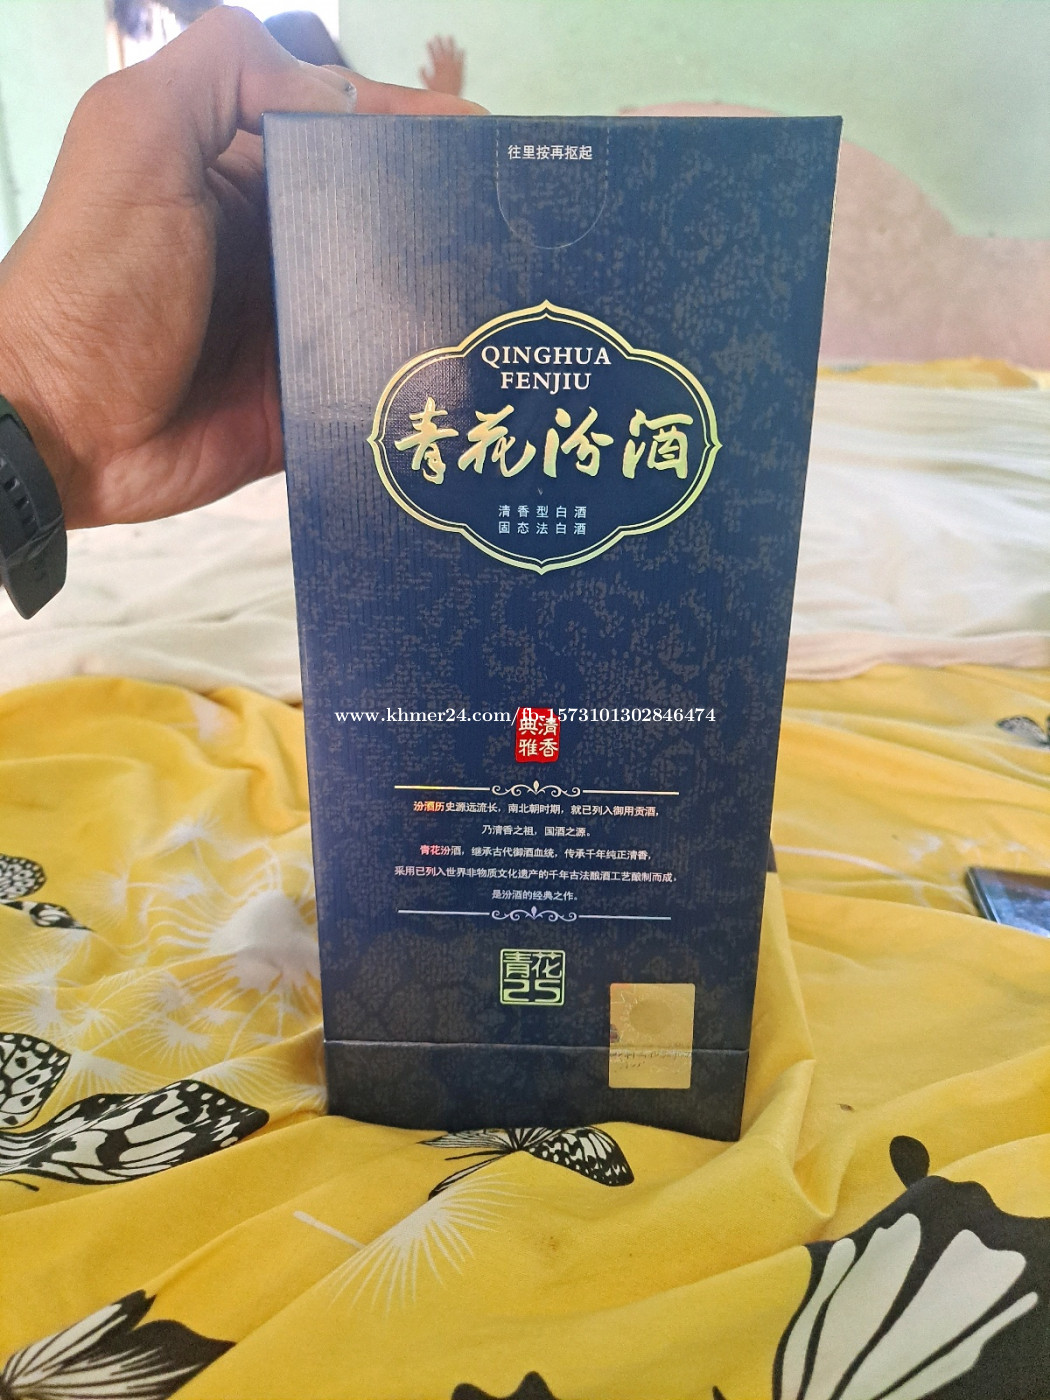 往里按再抠起
QINGHUA
FENJIU
青花汾酒
清香型白酒
固态法白酒
www.khmer24.com/fb-1573101302846474
典清
雅香
汾酒历史源远流长，南北朝时期，就已列入御用贡酒，
乃清香之祖，国酒之源。
青花汾酒，继承古代御酒血统，传承千年纯正清香，
采用已列入世界非物质文化遗产的千年古法酿酒工艺酿制而成，
是汾酒的经典之作。
青花
25